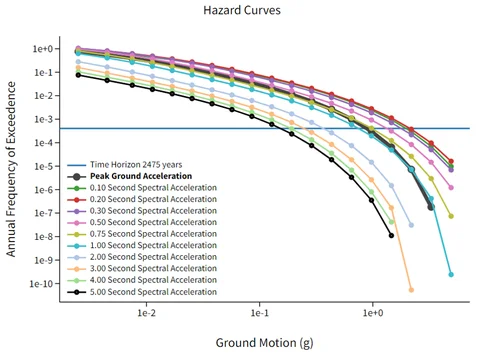 Hazard Curves
Annual Frequency of Exceedence
1e+0
1e-1
1e-2
1e-3
1e-4
1e-5
1e-6
1e-7
1e-8
1e-9
1e-10
Time Horizon 2475 years
Peak Ground Acceleration
0.10 Second Spectral Acceleration
0.20 Second Spectral Acceleration
0.30 Second Spectral Acceleration
0.50 Second Spectral Acceleration
0.75 Second Spectral Acceleration
1.00 Second Spectral Acceleration
2.00 Second Spectral Acceleration
3.00 Second Spectral Acceleration
4.00 Second Spectral Acceleration
5.00 Second Spectral Acceleration
1e-2
1e-1
1e+0
Ground Motion (g)